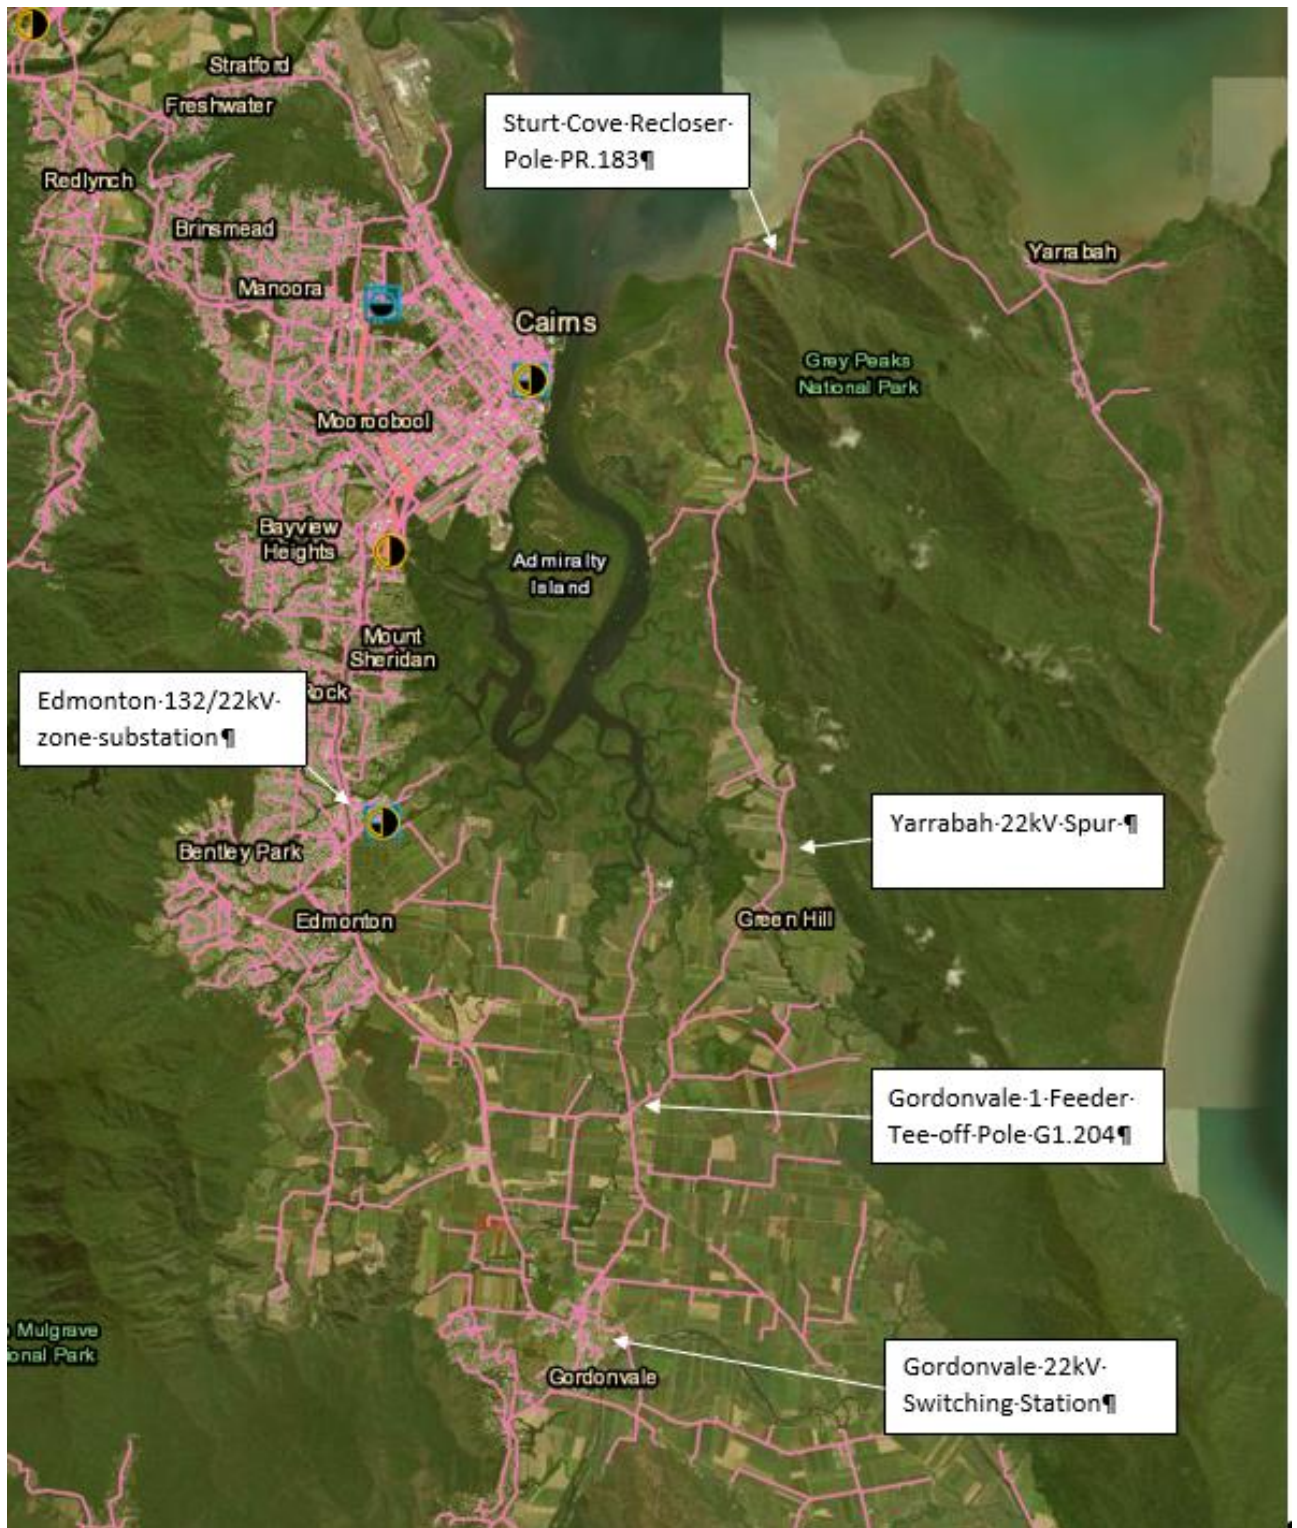 Stratford
Freshwater
Sturt·Cove·Recloser·
Pole·PR.183¶
Redlynch
Brinsmead
Yarrabah
Manoora
Cairns
Grey Peaks
National Park
Mooroobool
Bayview
Heights
Admiralty
Island
Mount
Sheridan
Rock
Edmonton·132/22kV·
zone·substation¶
Yarrabah·22kV·Spur·¶
Bentley Park
Edmonton
Green Hill
Gordonvale·1·Feeder·
Tee-off·Pole·G1.204¶
Mulgrave
onal Park
Gordonvale·22kV·
Switching·Station¶
Gordonvale